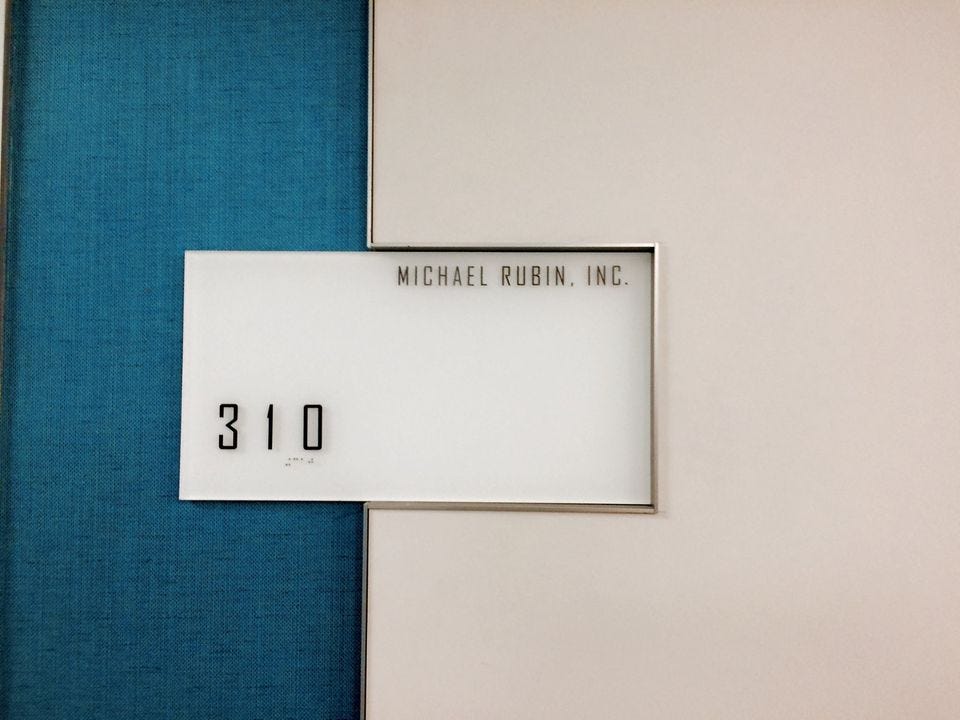 MICHAEL RUBIN, INC.
310